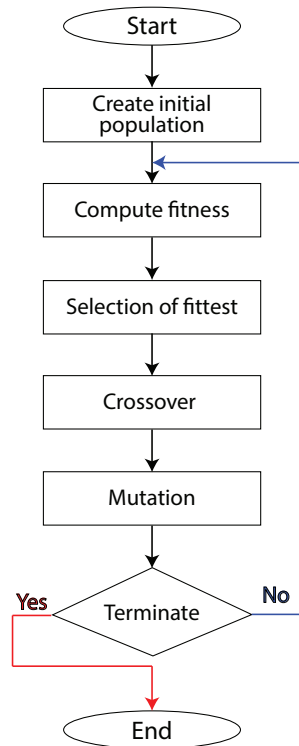 Start
Create initial
population
Compute fitness
Selection of fittest
Crossover
Mutation
Yes
Terminate
No
End